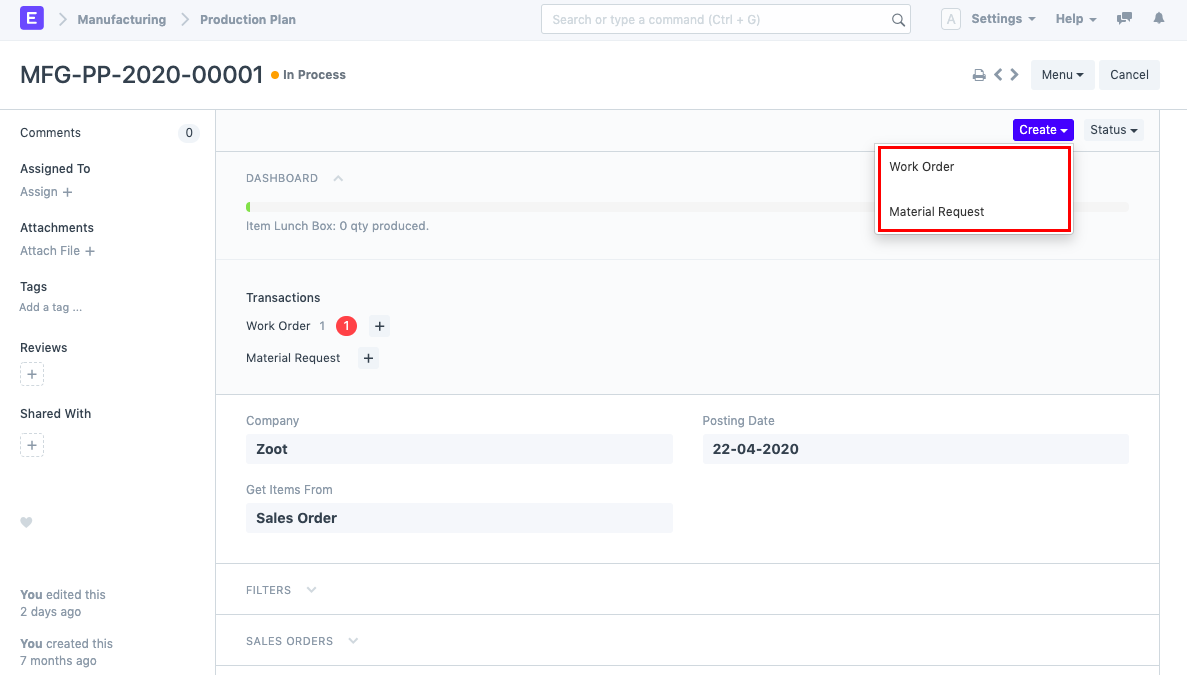 E Manufacturing Production Plan Search or type a command (Ctrl + G) A Settings Help
MFG-PP-2020-00001 In Process Menu Cancel
Comments 0
Assigned To
Assign +
Attachments
Attach File +
Tags
Add a tag ...
Reviews
+
Shared With
+
You edited this
2 days ago
You created this
7 months ago
Create Status
Work Order
Material Request
DASHBOARD
Item Lunch Box: 0 qty produced.
Transactions
Work Order 1 1 +
Material Request +
Company
Zoot
Posting Date
22-04-2020
Get Items From
Sales Order
FILTERS
SALES ORDERS